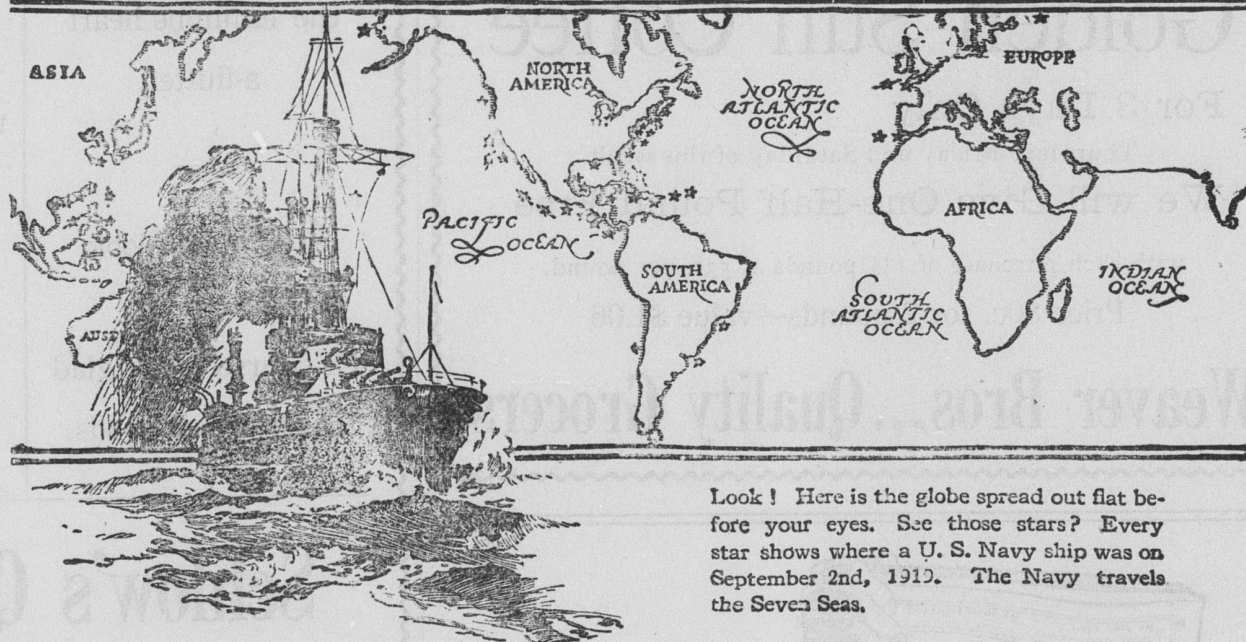 ASIA
NORTH
AMERICA
NORTH
ATLANTIC
OCEAN
EUROPE
PACIFIC
OCEAN
AFRICA
SOUTH
AMERICA
SOUTH
ATLANTIC
OCEAN
INDIAN
OCEAN
AUST
Look ! Here is the globe spread out flat be-
fore your eyes. See those stars? Every
star shows where a U. S. Navy ship was on
September 2nd, 1919. The Navy travels
the Seven Seas.
Weaver Bros... Quality Grocers